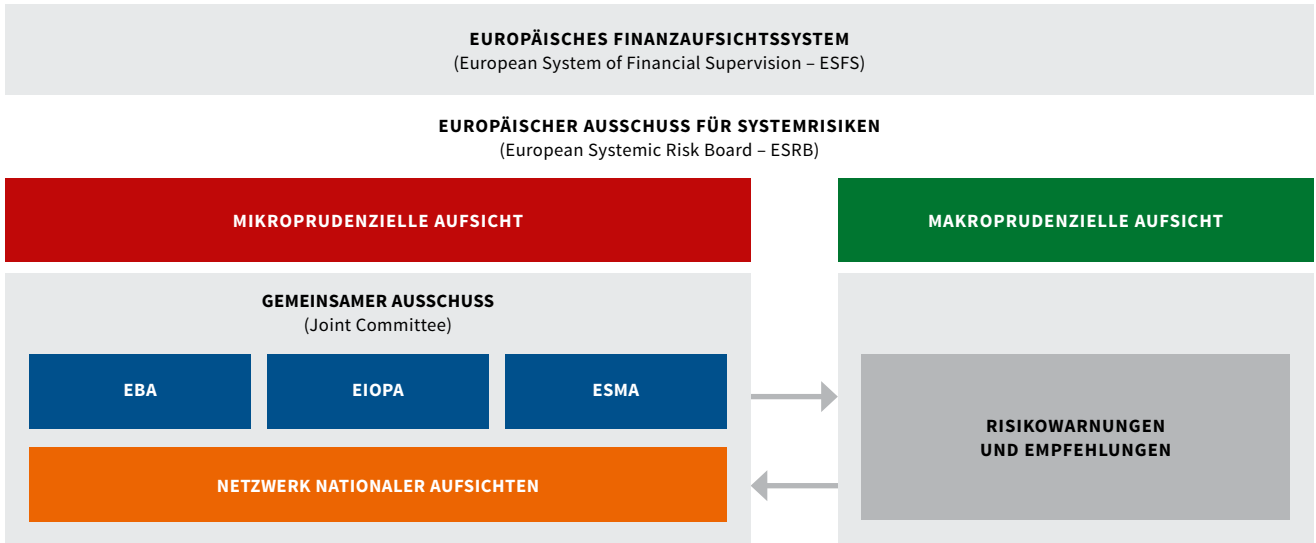 EUROPÄISCHES FINANZAUFSICHTSSYSTEM
(European System of Financial Supervision – ESFS)
EUROPÄISCHER AUSSCHUSS FÜR SYSTEMRISIKEN
(European Systemic Risk Board – ESRB)
MIKROPRUDENZIELLE AUFSICHT
MAKROPRUDENZIELLE AUFSICHT
GEMEINSAMER AUSSCHUSS
(Joint Committee)
EBA
EIOPA
ESMA
NETZWERK NATIONALER AUFSICHTEN
RISIKOWARNUNGEN
UND EMPFEHLUNGEN